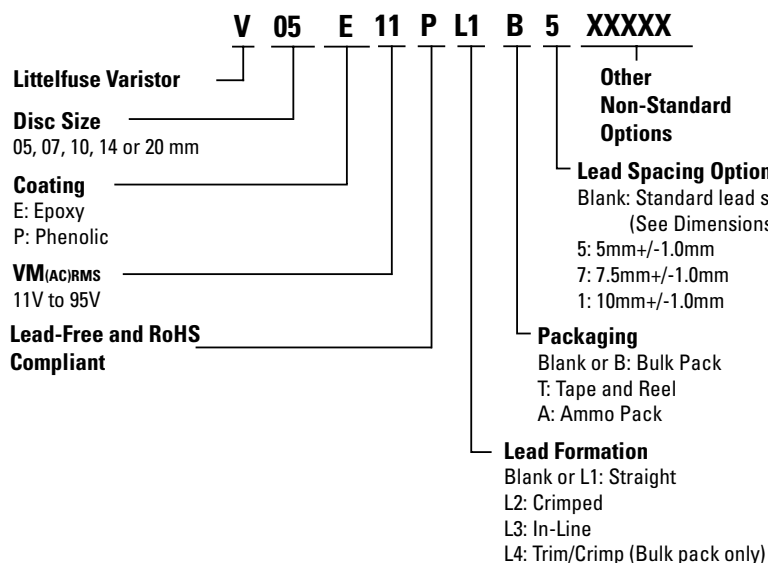 V 05 E 11 P L1 B 5 XXXXX
Littelfuse Varistor
Disc Size
05, 07, 10, 14 or 20 mm
Coating
E: Epoxy
P: Phenolic
VM(AC)RMS
11V to 95V
Lead-Free and RoHS
Compliant
Other
Non-Standard
Options
Lead Spacing Option
Blank: Standard lead s
(See Dimensions
5: 5mm+/-1.0mm
7: 7.5mm+/-1.0mm
1: 10mm+/-1.0mm
Packaging
Blank or B: Bulk Pack
T: Tape and Reel
A: Ammo Pack
Lead Formation
Blank or L1: Straight
L2: Crimped
L3: In-Line
L4: Trim/Crimp (Bulk pack only)